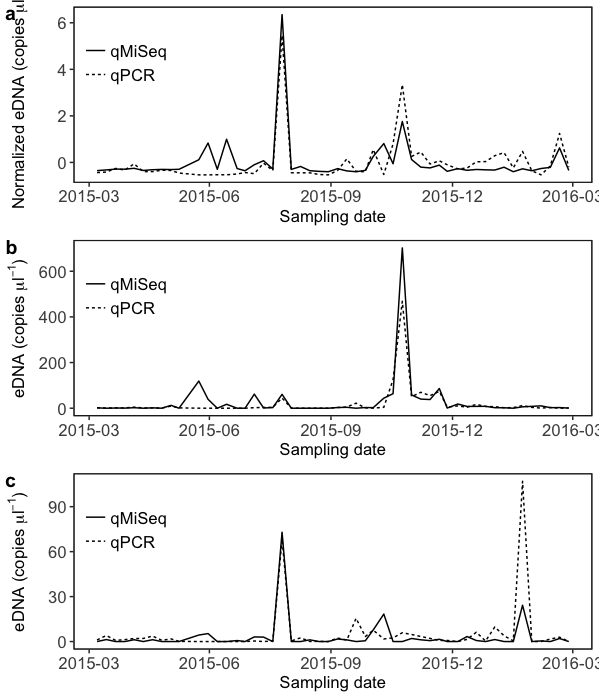 a
Normalized eDNA (copies μl
6
4
2
0
qMiSeq
qPCR
2015-03 2015-06 2015-09 2015-12 2016-03
Sampling date
b
eDNA (copies μl⁻¹)
600
400
200
0
qMiSeq
qPCR
2015-03 2015-06 2015-09 2015-12 2016-03
Sampling date
c
eDNA (copies μl⁻¹)
90
60
30
0
qMiSeq
qPCR
2015-03 2015-06 2015-09 2015-12 2016-03
Sampling date